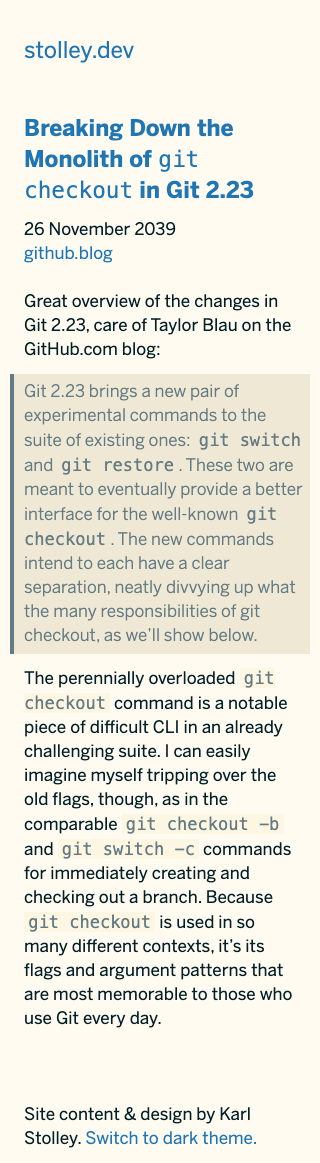 stolley.dev
Breaking Down the
Monolith of git
checkout in Git 2.23
26 November 2039
github.blog
Great overview of the changes in
Git 2.23, care of Taylor Blau on the
GitHub.com blog:
Git 2.23 brings a new pair of
experimental commands to the
suite of existing ones: git switch
and git restore. These two are
meant to eventually provide a better
interface for the well-known git
checkout. The new commands
intend to each have a clear
separation, neatly divvying up what
the many responsibilities of git
checkout, as we’ll show below.
The perennially overloaded git
checkout command is a notable
piece of difficult CLI in an already
challenging suite. I can easily
imagine myself tripping over the
old flags, though, as in the
comparable git checkout -b
and git switch -c commands
for immediately creating and
checking out a branch. Because
git checkout is used in so
many different contexts, it’s its
flags and argument patterns that
are most memorable to those who
use Git every day.
Site content & design by Karl
Stolley. Switch to dark theme.